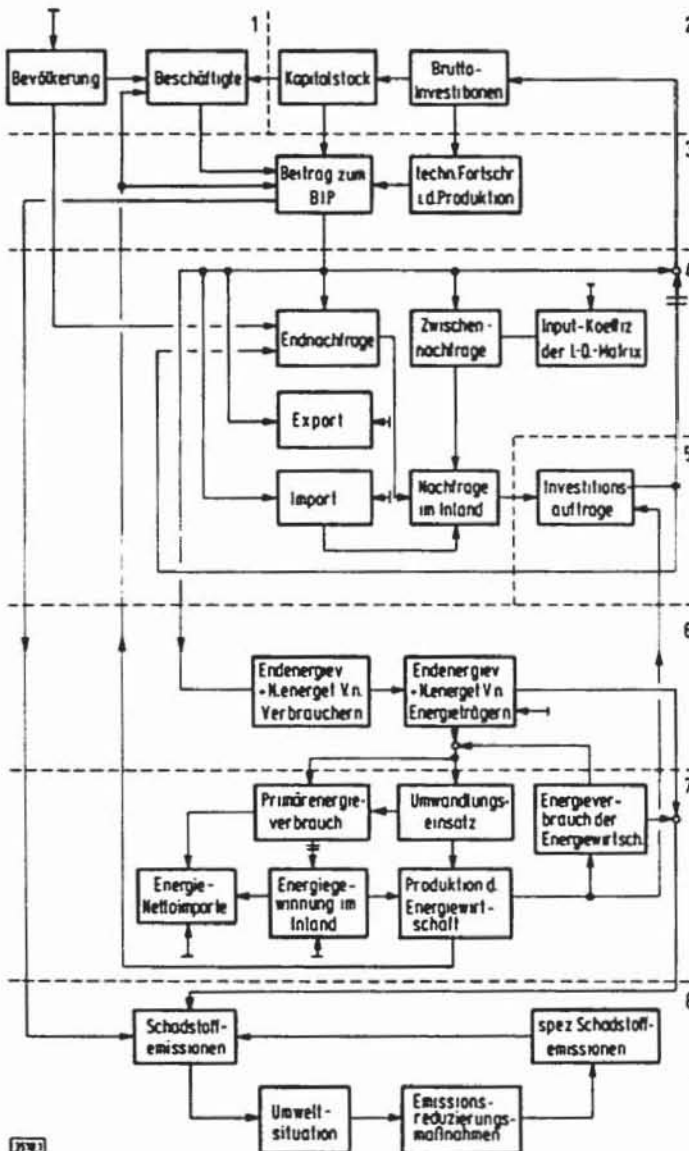 1
2
Bevölkerung
Beschäftigte
Kapitalstock
Brutto-
Investitionen
3
Beitrag zum
BIP
techn.Fortschr
i.d.Produktion
4
Endnachfrage
Zwischen-
nachfrage
Input-Koeffiz
der I.-O.-Matrix
Export
5
Import
Nachfrage
im Inland
Investitions
aufträge
6
Endenergiev
+N.energet V.n.
Verbrauchern
Endenergiev
+N.energet V.n
Energieträgern
7
Primärenergie-
verbrauch
Umwandlungs-
einsatz
Energiever-
brauch der
Energiewirtsch.
Energie-
Nettoimporte
Energiege-
winnung im
Inland
Produktion d.
Energiewirt-
schaft
8
Schadstoff-
emissionen
spez Schadstoff-
emissionen
Umwelt-
situation
Emissions-
reduzierungs-
maßnahmen